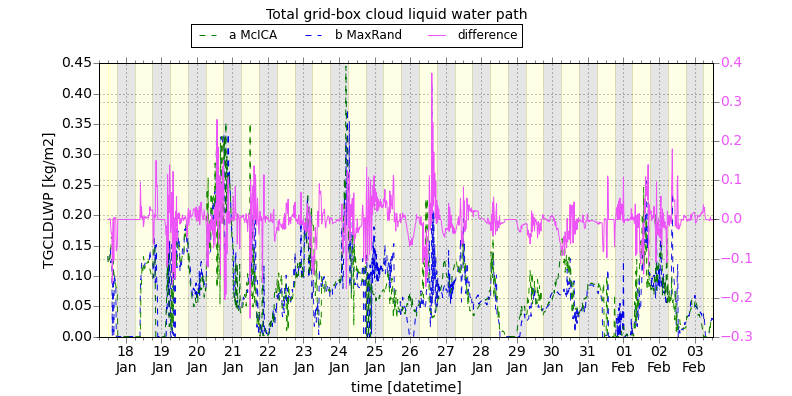 Total grid-box cloud liquid water path
a McICA b MaxRand difference
0.45 0.4
0.40 0.3
0.35 0.2
0.30 0.1
0.25 0.0
0.20 −0.1
0.15 −0.2
0.10 −0.3
0.05
0.00
TGCLDLWP [kg/m2]
18 19 20 21 22 23 24 25 26 27 28 29 30 31 01 02 03
Jan Jan Jan Jan Jan Jan Jan Jan Jan Jan Jan Jan Jan Jan Feb Feb Feb
time [datetime]